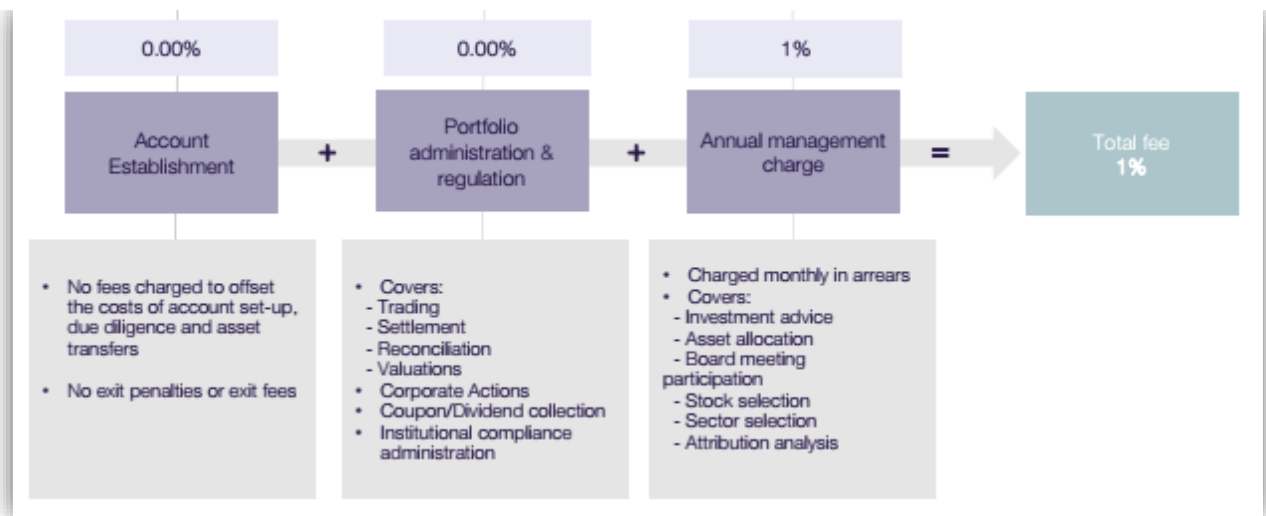 0.00%
0.00%
1%
Account
Establishment
+
Portfolio
administration &
regulation
+
Annual management
charge
=
Total fee
1%
• No fees charged to offset
the costs of account set-up,
due diligence and asset
transfers
• No exit penalties or exit fees
• Covers:
- Trading
- Settlement
- Reconciliation
- Valuations
• Corporate Actions
• Coupon/Dividend collection
• Institutional compliance
administration
• Charged monthly in arrears
• Covers:
- Investment advice
- Asset allocation
- Board meeting
participation
- Stock selection
- Sector selection
- Attribution analysis